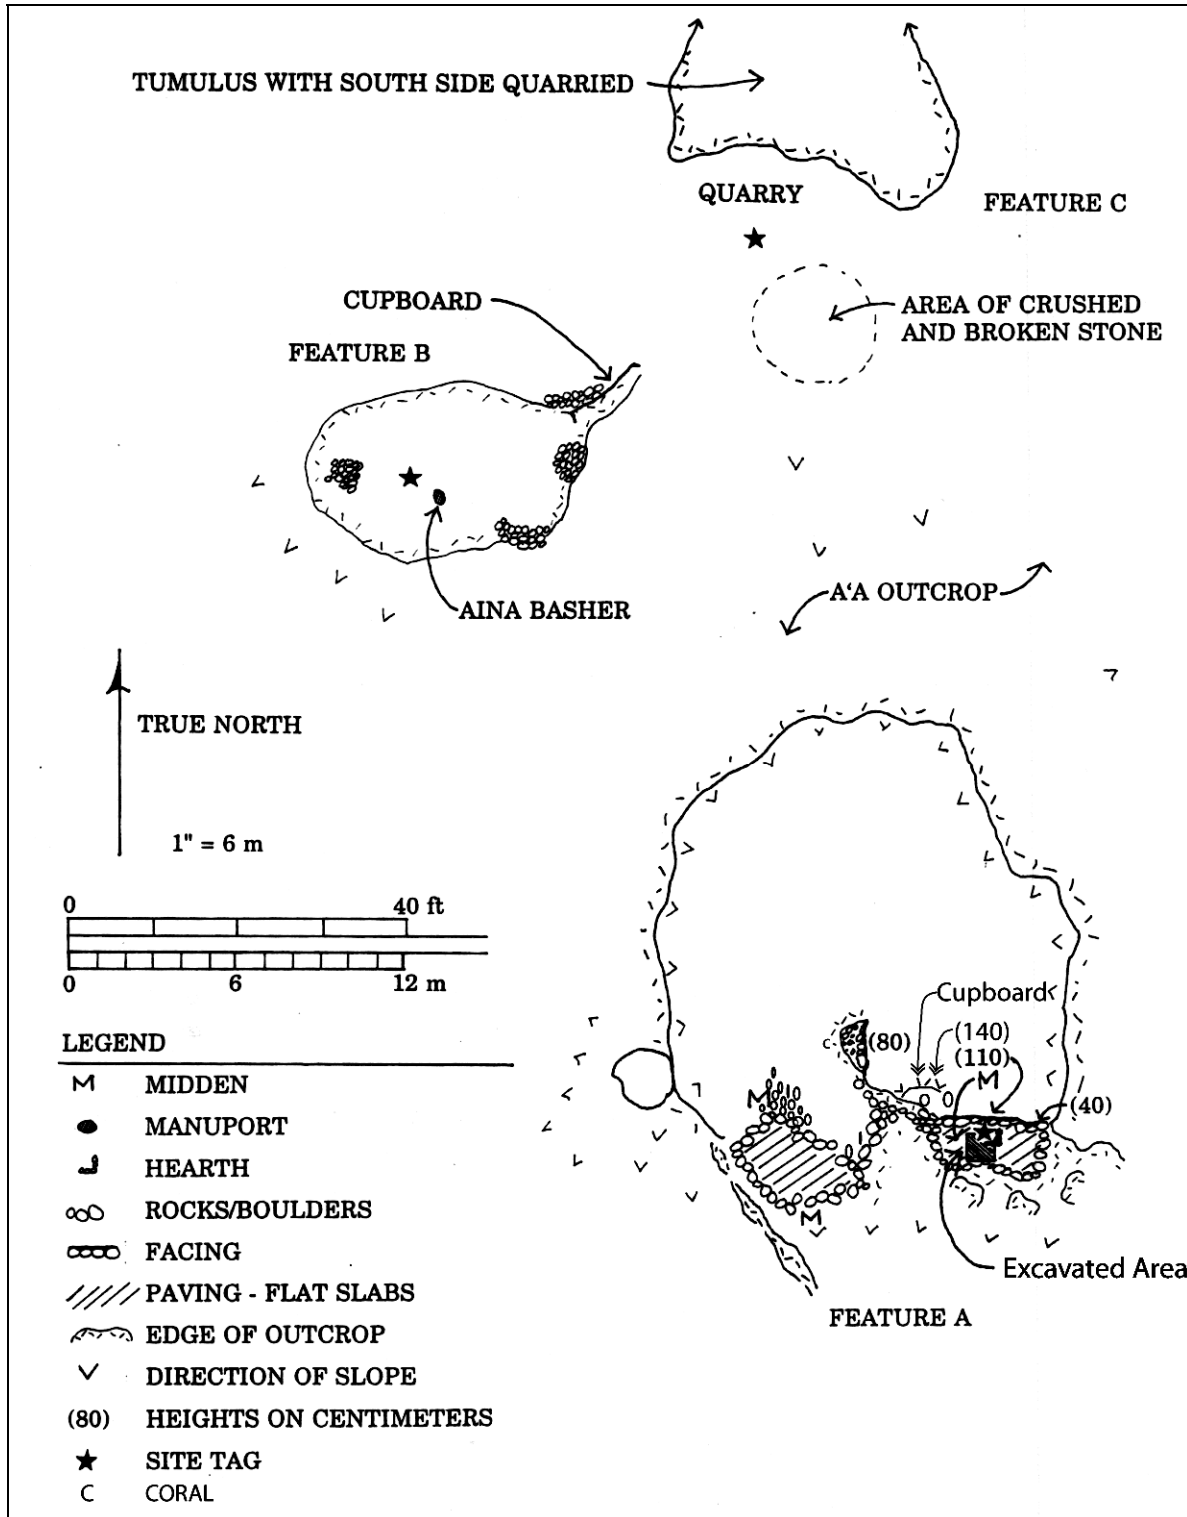 TUMULUS WITH SOUTH SIDE QUARRIED
QUARRY
FEATURE C
CUPBOARD
AREA OF CRUSHED
AND BROKEN STONE
FEATURE B
AINA BASHER
A'A OUTCROP
TRUE NORTH
1" = 6 m
0 40 ft
0 6 12 m
Cupboard
(140)
(80)
(110)
M
(40)
M
M
C
Excavated Area
FEATURE A
LEGEND
M MIDDEN
MANUPORT
HEARTH
ROCKS/BOULDERS
FACING
PAVING - FLAT SLABS
EDGE OF OUTCROP
DIRECTION OF SLOPE
(80) HEIGHTS ON CENTIMETERS
SITE TAG
C CORAL